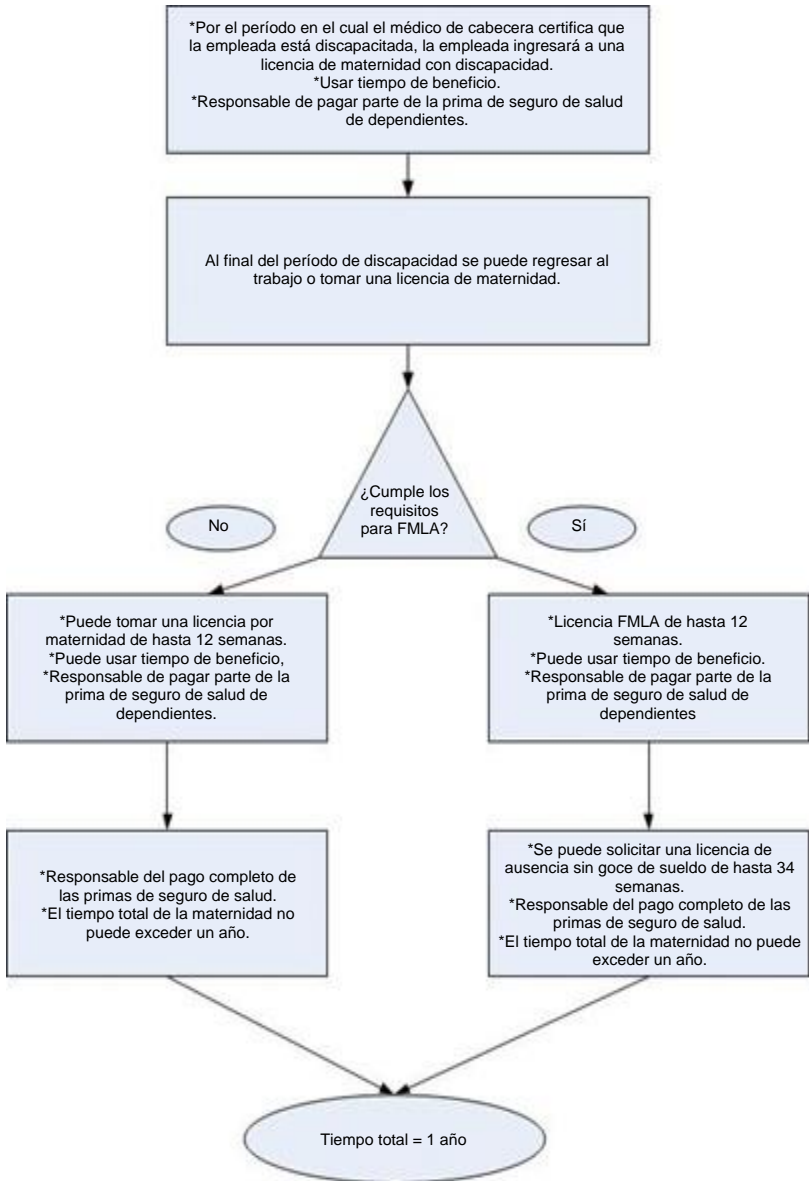 *Por el período en el cual el médico de cabecera certifica que
la empleada está discapacitada, la empleada ingresará a una
licencia de maternidad con discapacidad.
*Usar tiempo de beneficio.
*Responsable de pagar parte de la prima de seguro de salud
de dependientes.
Al final del período de discapacidad se puede regresar al
trabajo o tomar una licencia de maternidad.
¿Cumple los
requisitos
para FMLA?
No
Sí
*Puede tomar una licencia por
maternidad de hasta 12 semanas.
*Puede usar tiempo de beneficio,
*Responsable de pagar parte de la
prima de seguro de salud de
dependientes.
*Licencia FMLA de hasta 12
semanas.
*Puede usar tiempo de beneficio.
*Responsable de pagar parte de la
prima de seguro de salud de
dependientes
*Responsable del pago completo de
las primas de seguro de salud.
*El tiempo total de la maternidad no
puede exceder un año.
*Se puede solicitar una licencia de
ausencia sin goce de sueldo de hasta 34
semanas.
*Responsable del pago completo de las
primas de seguro de salud.
*El tiempo total de la maternidad no puede
exceder un año.
Tiempo total = 1 año